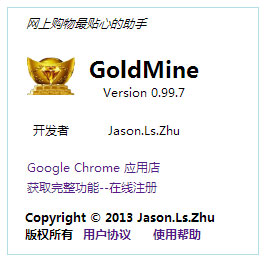 网上购物最贴心的助手
GoldMine
Version 0.99.7
开发者 Jason.Ls.Zhu
Google Chrome 应用店
获取完整功能--在线注册
Copyright © 2013 Jason.Ls.Zhu
版权所有 用户协议 使用帮助